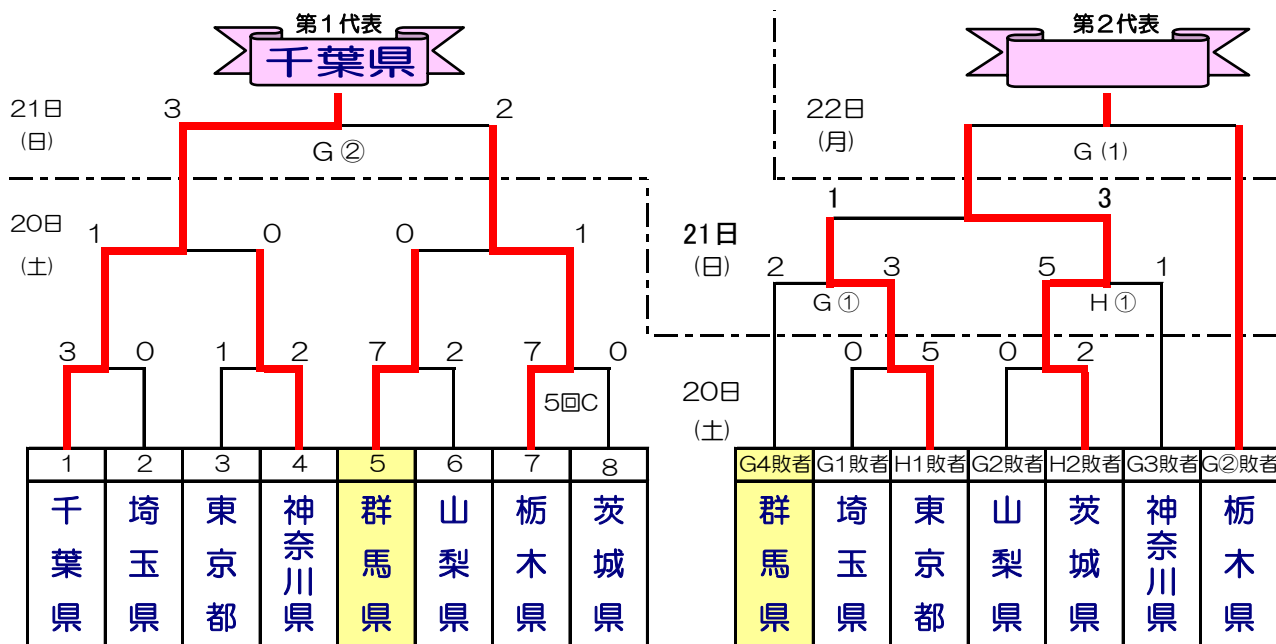 第1代表
千葉県
21日
(日)
3
2
G ②
20日
(土)
1
0
0
1
3
0
1
2
7
2
7
0
5回C
1
2
3
4
5
6
7
8
千葉県
埼玉県
東京都
神奈川県
群馬県
山梨県
栃木県
茨城県
第2代表
22日
(月)
G (1)
1
3
21日
(日)
2
3
5
1
G ①
H ①
0
5
0
2
20日
(土)
G4敗者
G1敗者
H1敗者
G2敗者
H2敗者
G3敗者
G②敗者
群馬県
埼玉県
東京都
山梨県
茨城県
神奈川県
栃木県